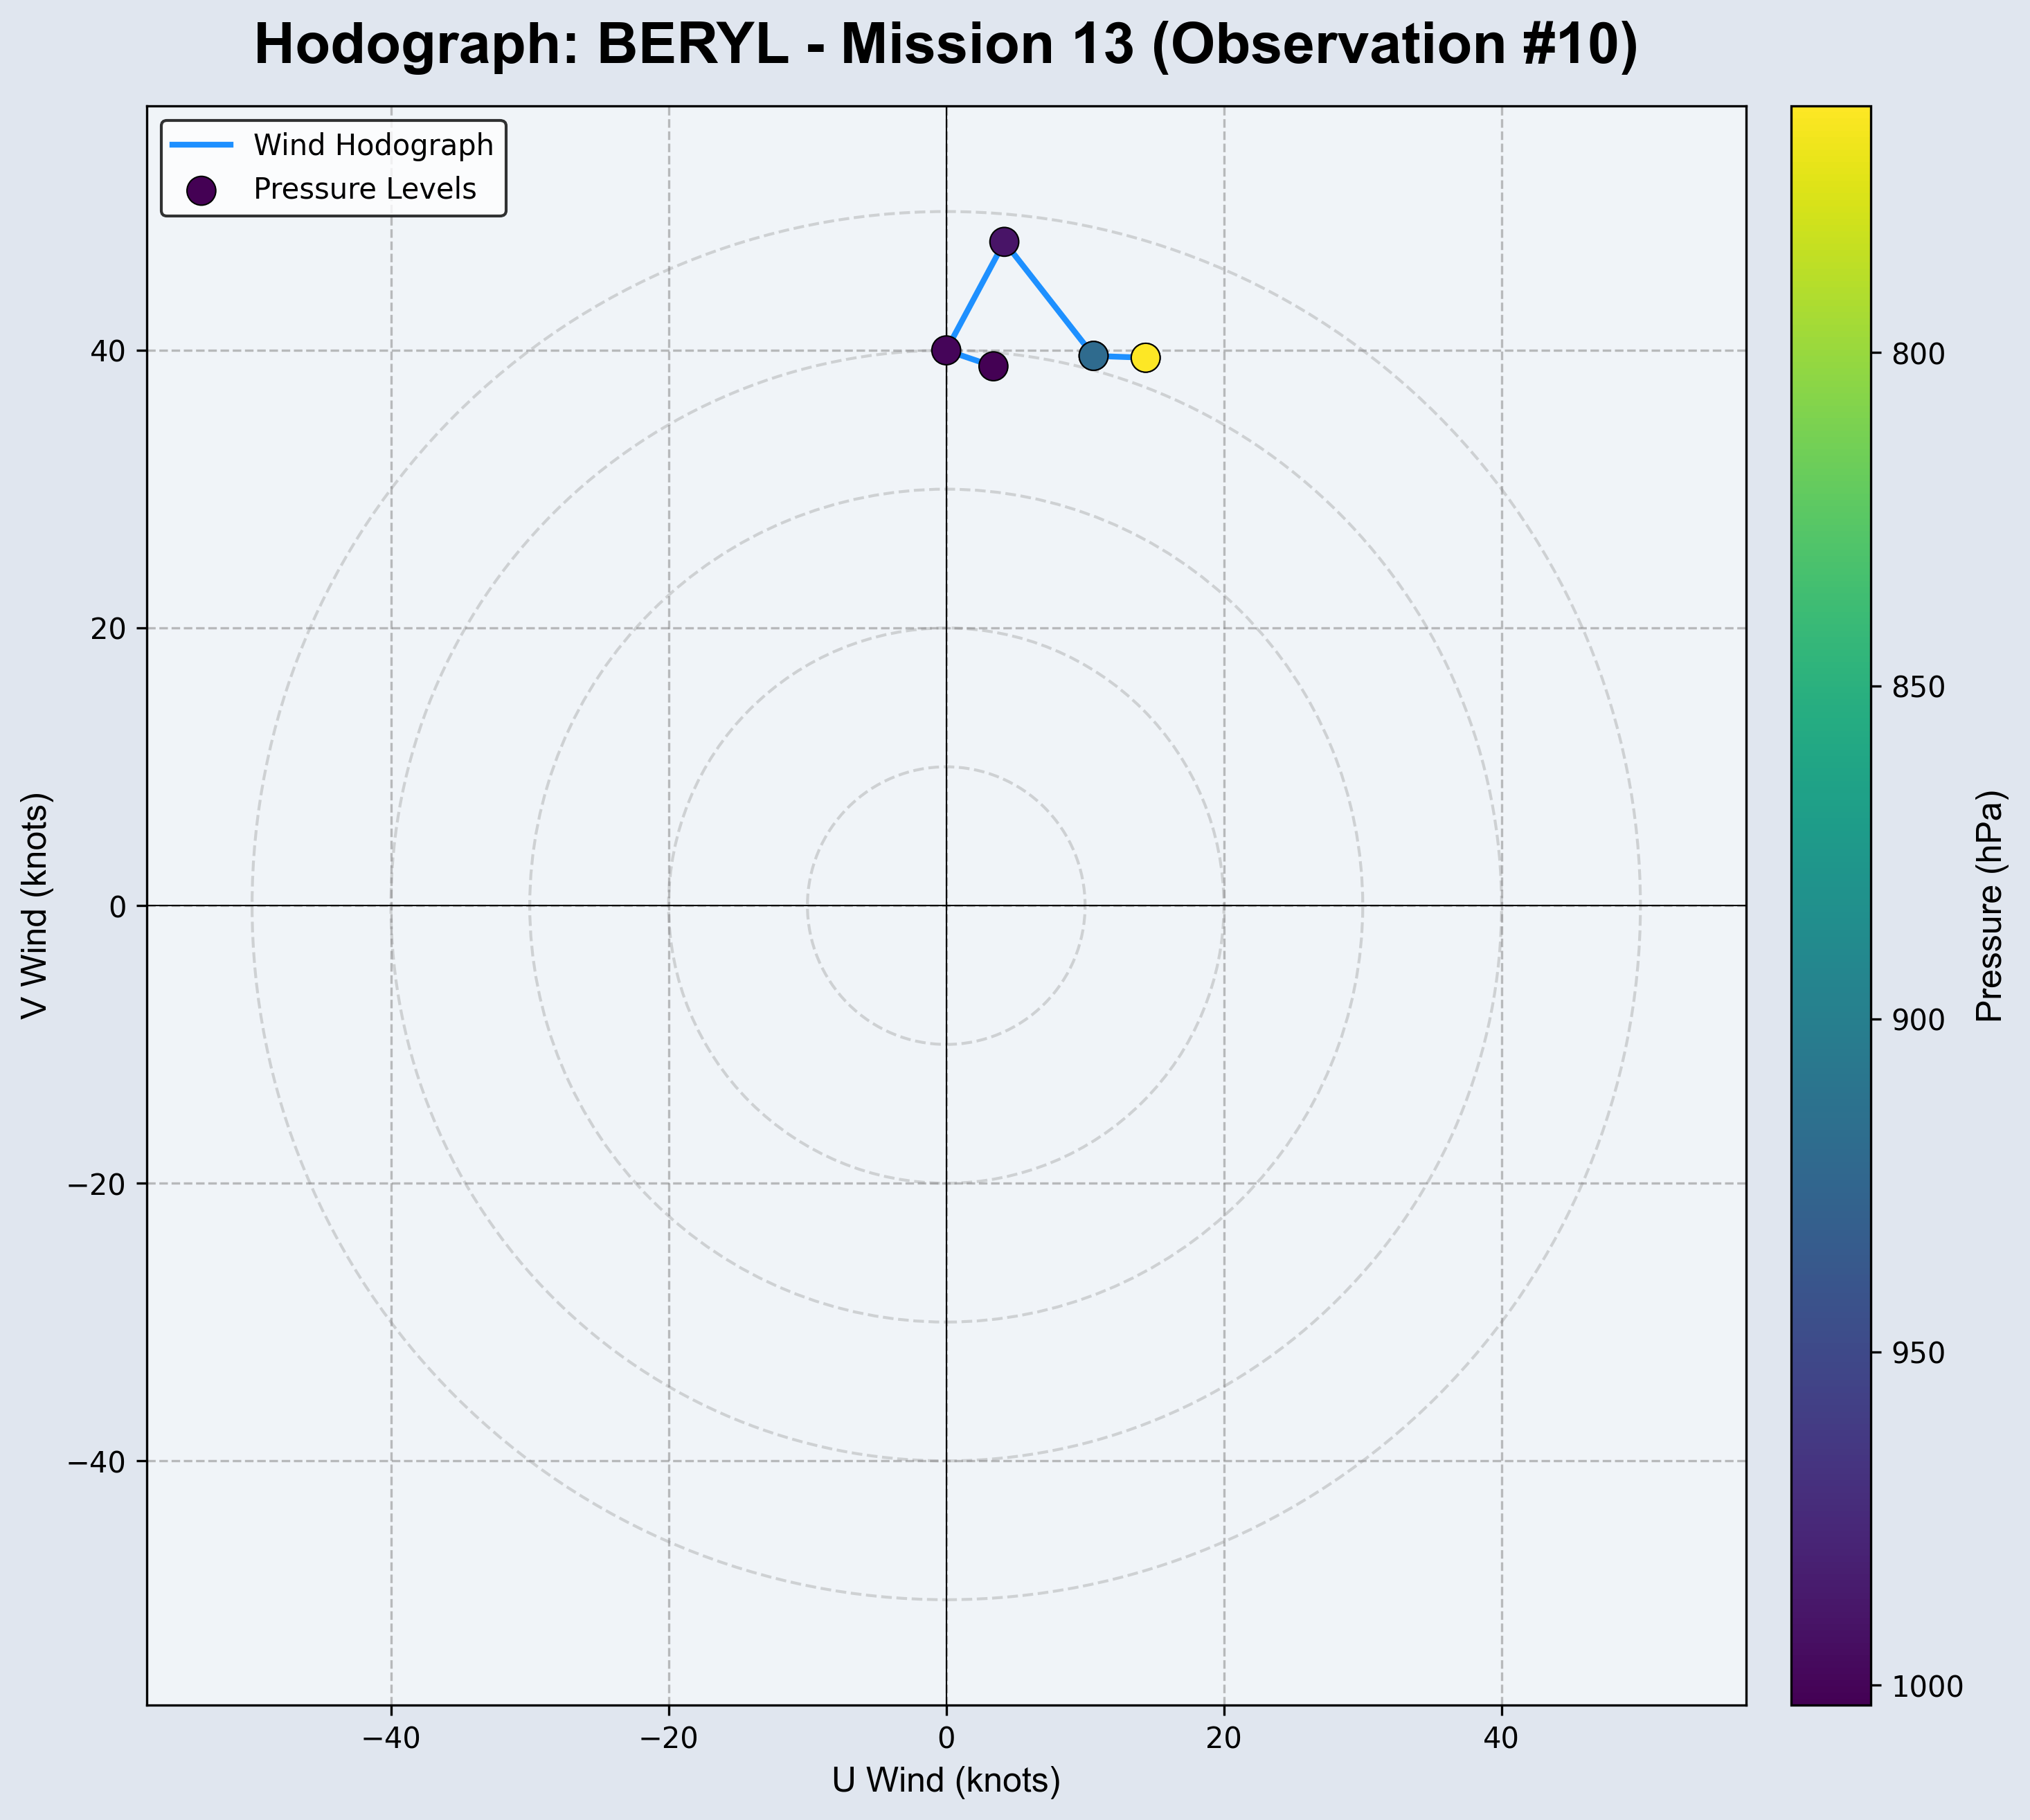 Hodograph: BERYL - Mission 13 (Observation #10)
Wind Hodograph
Pressure Levels
V Wind (knots)
40
20
0
−20
−40
−40
−20
0
20
40
U Wind (knots)
800
850
900
950
1000
Pressure (hPa)